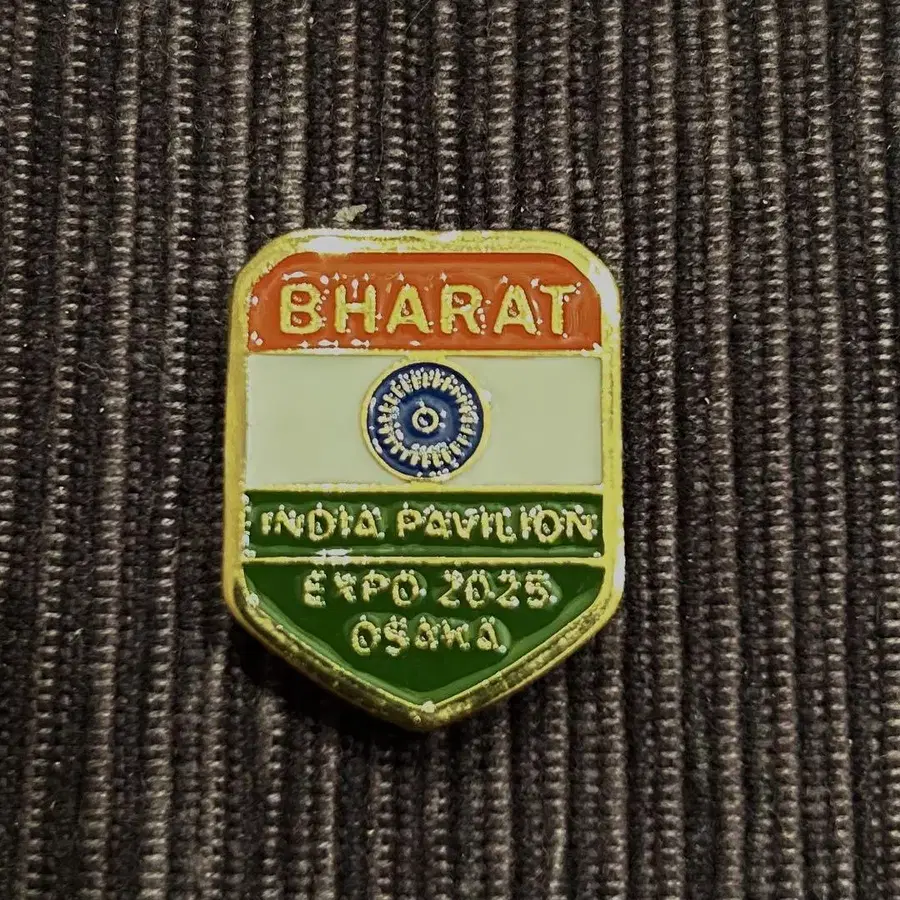 BHARAT
INDIA PAVILION
EXPO 2025
OSAKA